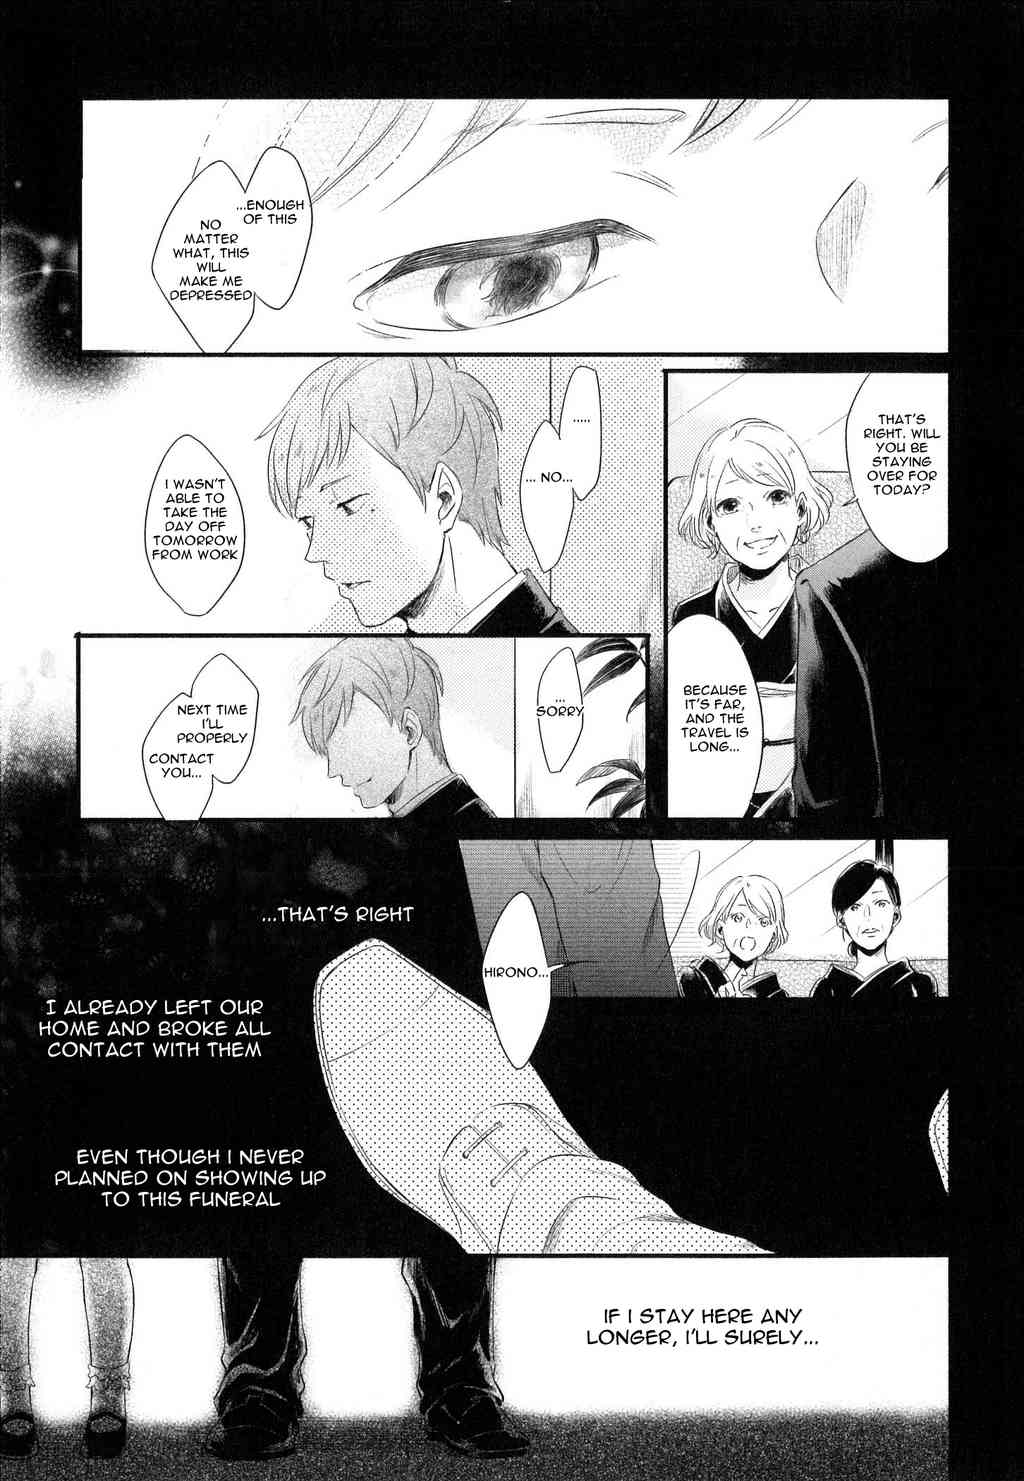 ...ENOUGH
OF THIS
NO
MATTER
WHAT, THIS
WILL
MAKE ME
DEPRESSED
THAT'S
RIGHT. WILL
YOU BE
STAYING
OVER FOR
TODAY?
BECAUSE
IT'S FAR,
AND THE
TRAVEL IS
LONG...
......
... NO...
I WASN'T
ABLE TO
TAKE THE
DAY OFF
TOMORROW
FROM WORK
...
SORRY
NEXT TIME
I'LL
PROPERLY
CONTACT
YOU...
HIRONO...
...THAT'S RIGHT
I ALREADY LEFT OUR
HOME AND BROKE ALL
CONTACT WITH THEM
EVEN THOUGH I NEVER
PLANNED ON SHOWING UP
TO THIS FUNERAL
IF I STAY HERE ANY
LONGER, I'LL SURELY...